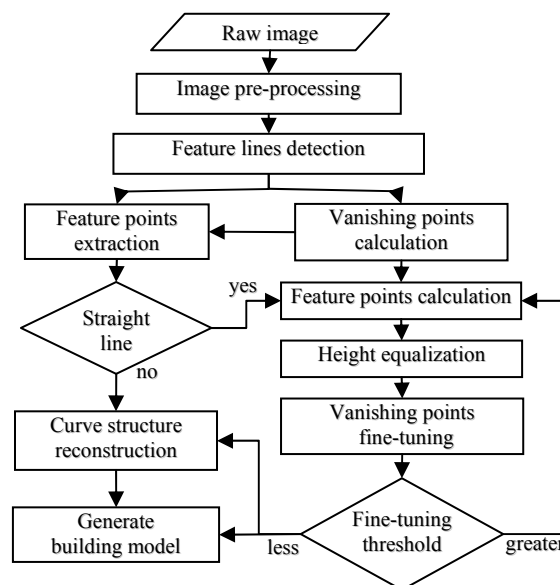 Raw image
Image pre-processing
Feature lines detection
Feature points
extraction
Vanishing points
calculation
yes
Feature points calculation
Straight
line
no
Height equalization
Curve structure
reconstruction
Vanishing points
fine-tuning
Generate
building model
less
Fine-tuning
threshold
greater